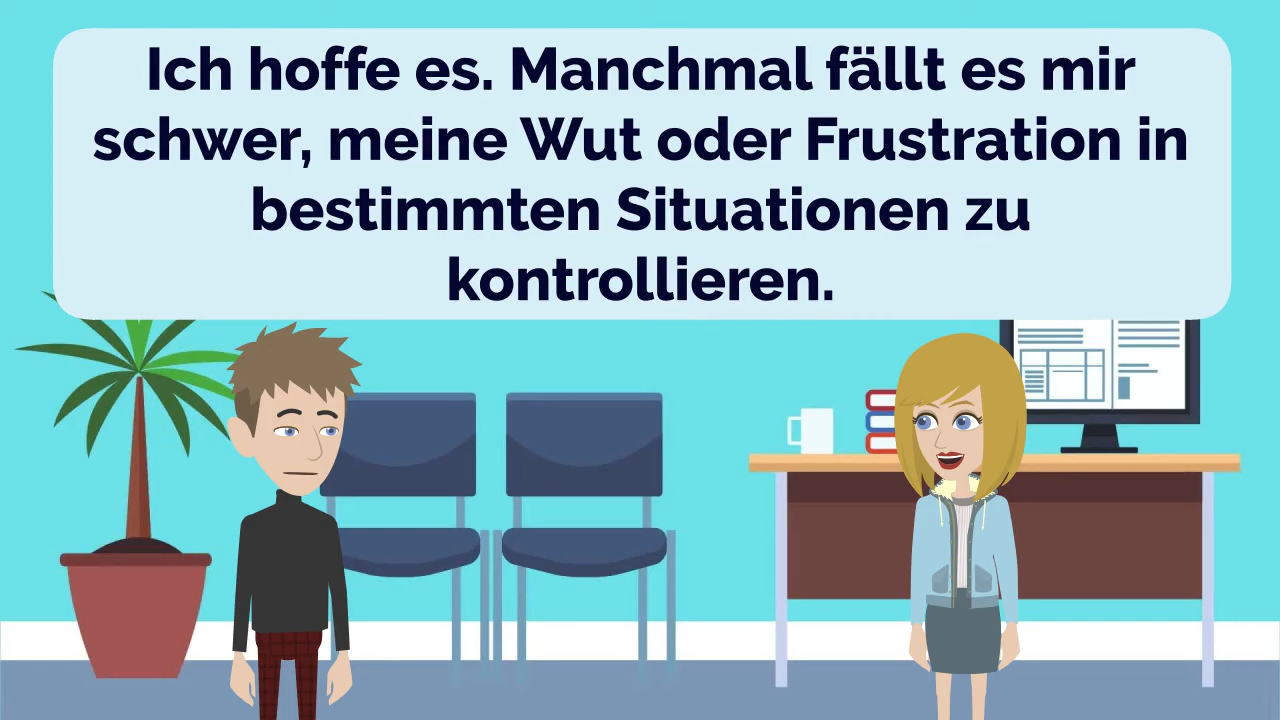 Ich hoffe es. Manchmal fällt es mir
schwer, meine Wut oder Frustration in
bestimmten Situationen zu
kontrollieren.